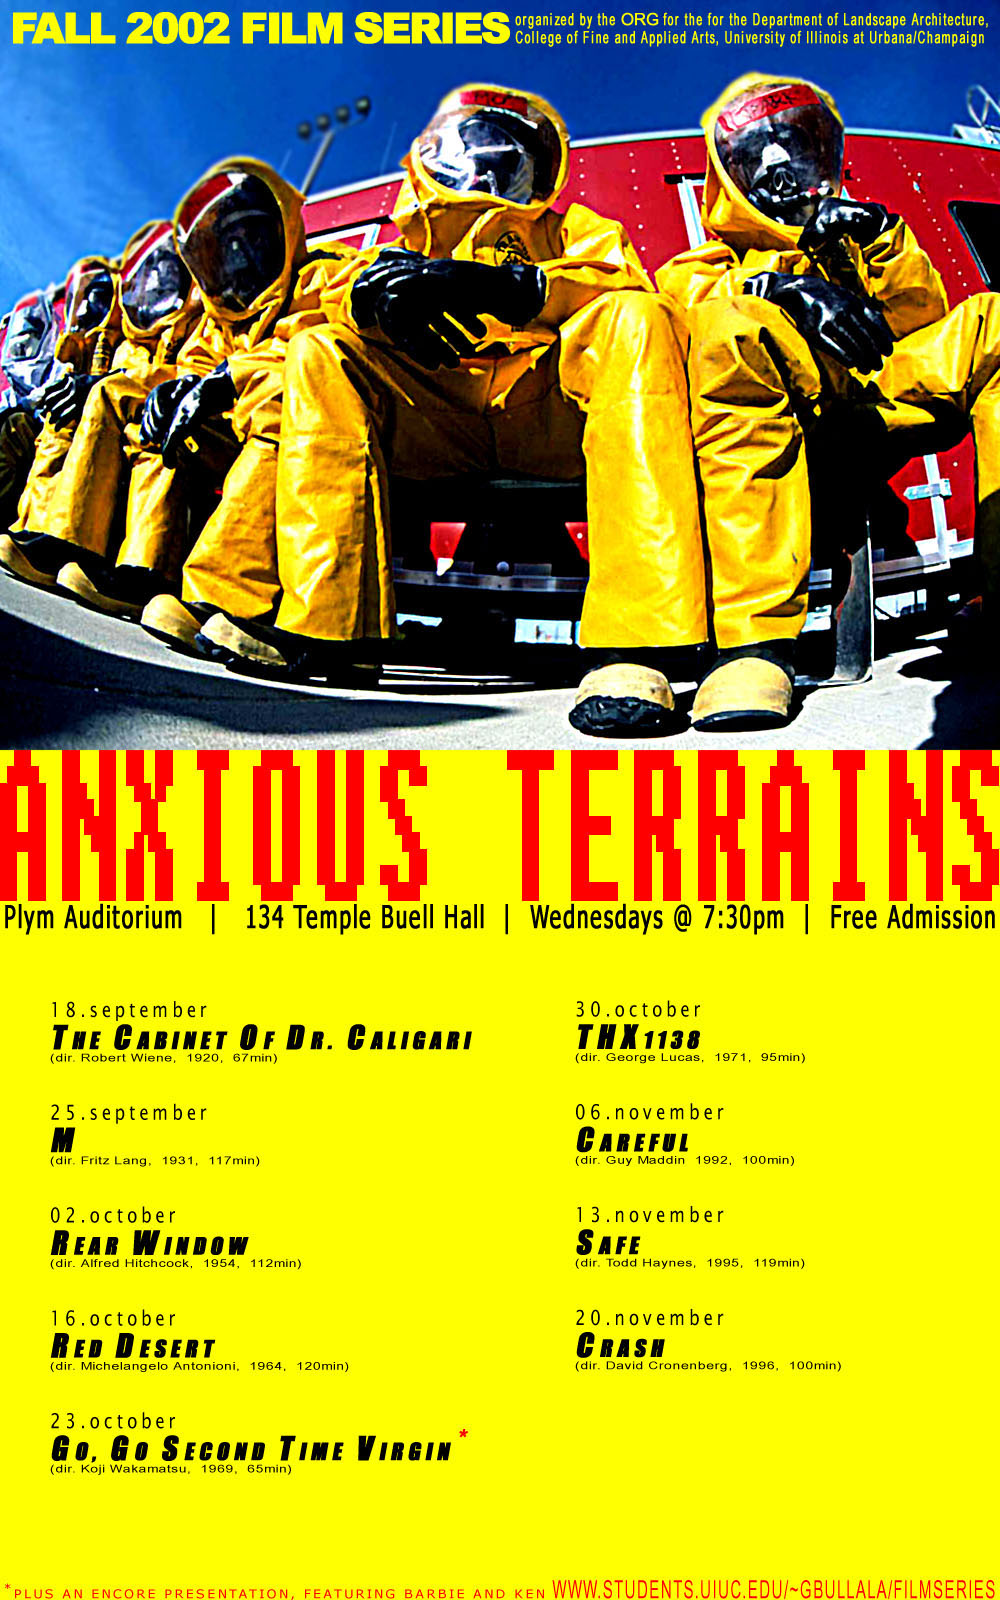 FALL 2002 FILM SERIES
organized by the ORG for the for the Department of Landscape Architecture,
College of Fine and Applied Arts, University of Illinois at Urbana/Champaign
ANXIOUS TERRAINS
Plym Auditorium | 134 Temple Buell Hall | Wednesdays @ 7:30pm | Free Admission
18.september
THE CABINET OF DR. CALIGARI
(dir. Robert Wiene, 1920, 67min)
25.september
M
(dir. Fritz Lang, 1931, 117min)
02.october
REAR WINDOW
(dir. Alfred Hitchcock, 1954, 112min)
16.october
RED DESERT
(dir. Michelangelo Antonioni, 1964, 120min)
23.october
GO, GO SECOND TIME VIRGIN*
(dir. Koji Wakamatsu, 1969, 65min)
30.october
THX1138
(dir. George Lucas, 1971, 95min)
06.november
CAREFUL
(dir. Guy Maddin 1992, 100min)
13.november
SAFE
(dir. Todd Haynes, 1995, 119min)
20.november
CRASH
(dir. David Cronenberg, 1996, 100min)
*PLUS AN ENCORE PRESENTATION, FEATURING BARBIE AND KEN WWW.STUDENTS.UIUC.EDU/~GBULLALA/FILMSERIES